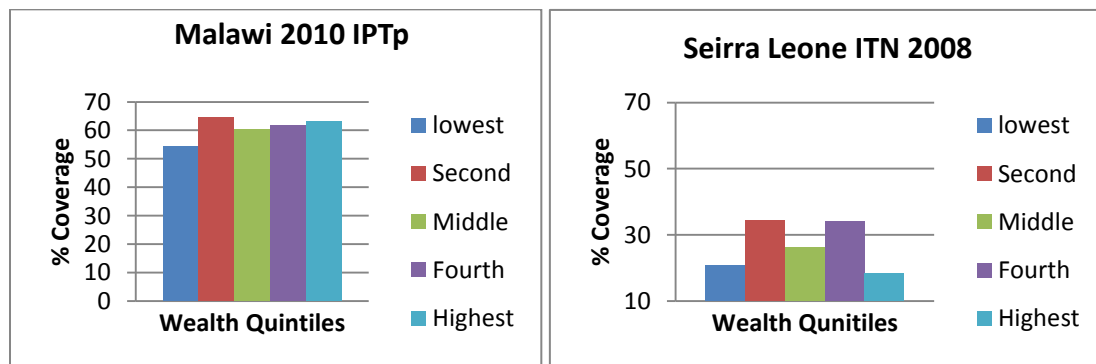 Malawi 2010 IPTp
% Coverage
70
60
50
40
30
20
10
0
Wealth Quintiles
lowest
Second
Middle
Fourth
Highest
Seirra Leone ITN 2008
% Coverage
70
50
30
10
Wealth Qunitiles
lowest
Second
Middle
Fourth
Highest